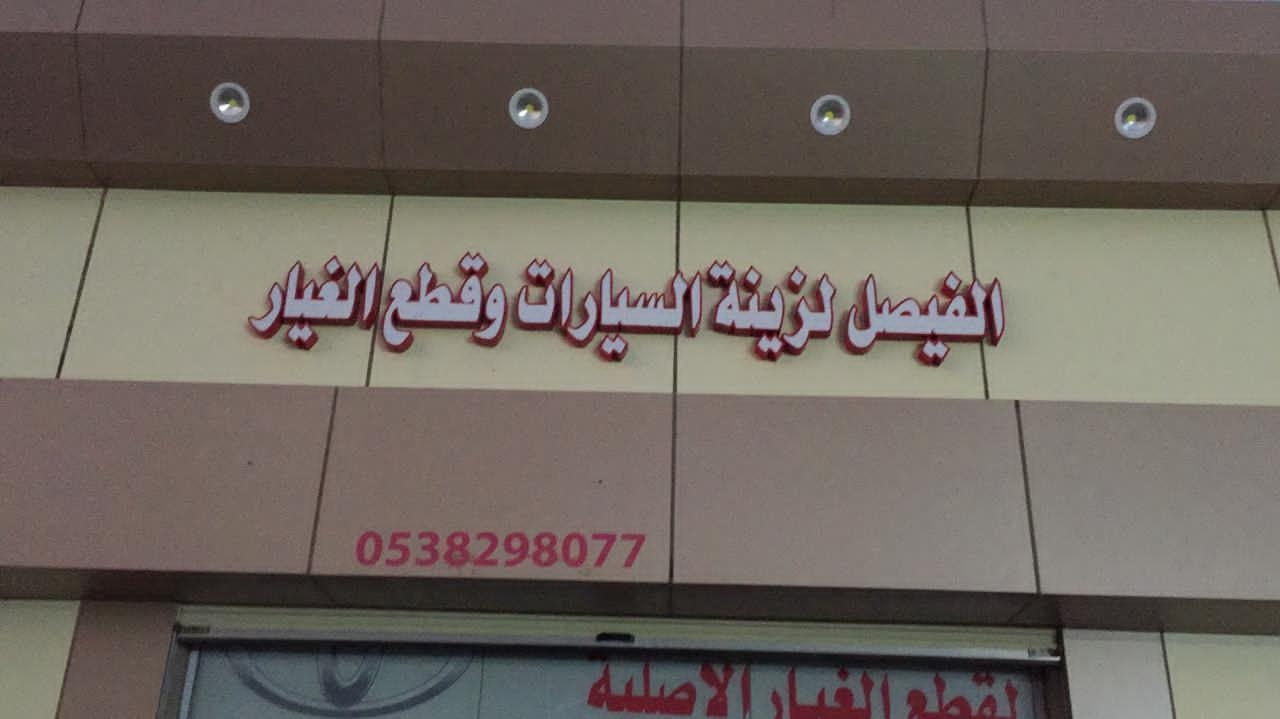 الفيصل لزينة السيارات وقطع الغيار
0538298077
لقطع الغيار الاصلية